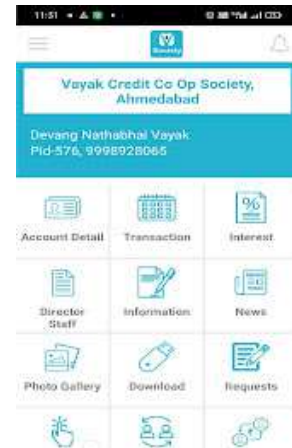 11:51
Society
Vayak Credit Co Op Society,
Ahmedabad
Devang Nathabhai Vayak
Pid-576, 9998928065
Account Detail
Transaction
Interest
Director
Staff
Information
News
Photo Gallery
Download
Requests